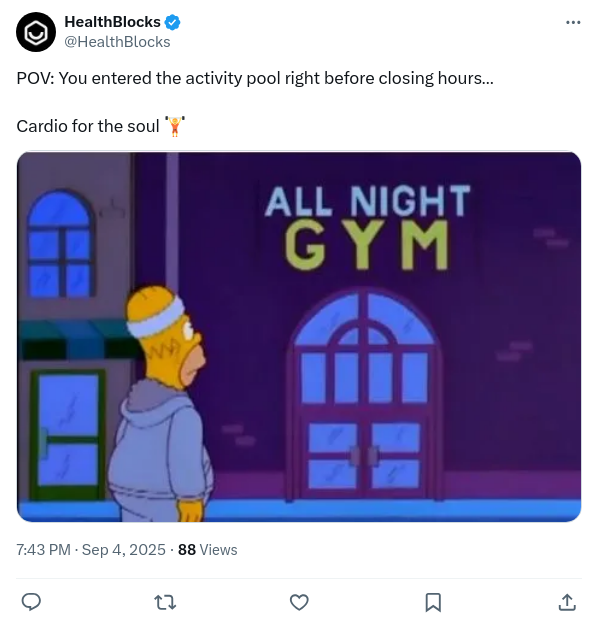 HealthBlocks
@HealthBlocks
POV: You entered the activity pool right before closing hours...
Cardio for the soul 🏋️
ALL NIGHT
GYM
7:43 PM · Sep 4, 2025 · 88 Views